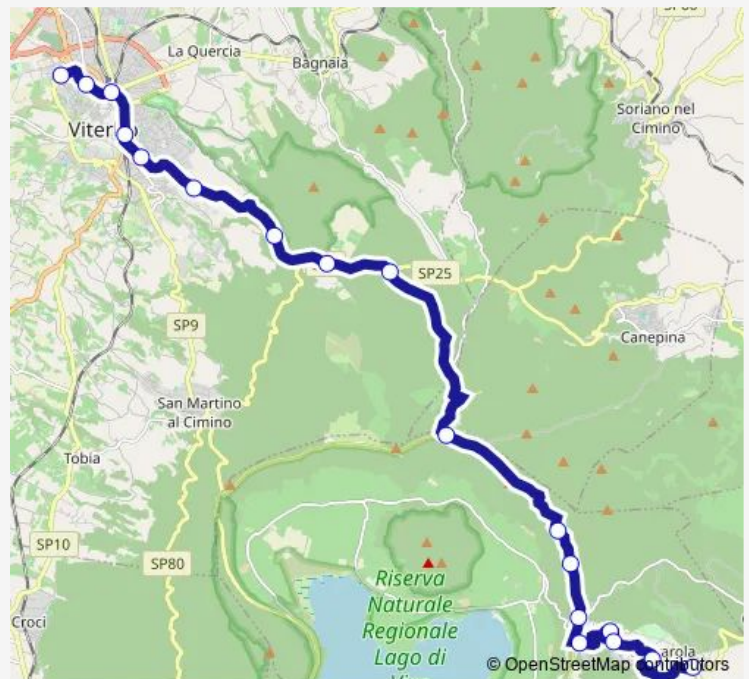 La Quercia
Bagnaia
Soriano nel
Cimino
SP25
SP9
Canepina
San Martino
al Cimino
Tobia
SP10
SP80
Croci
Riserva
Naturale
Regionale
Lago di
arola
© OpenStreetMap contributors